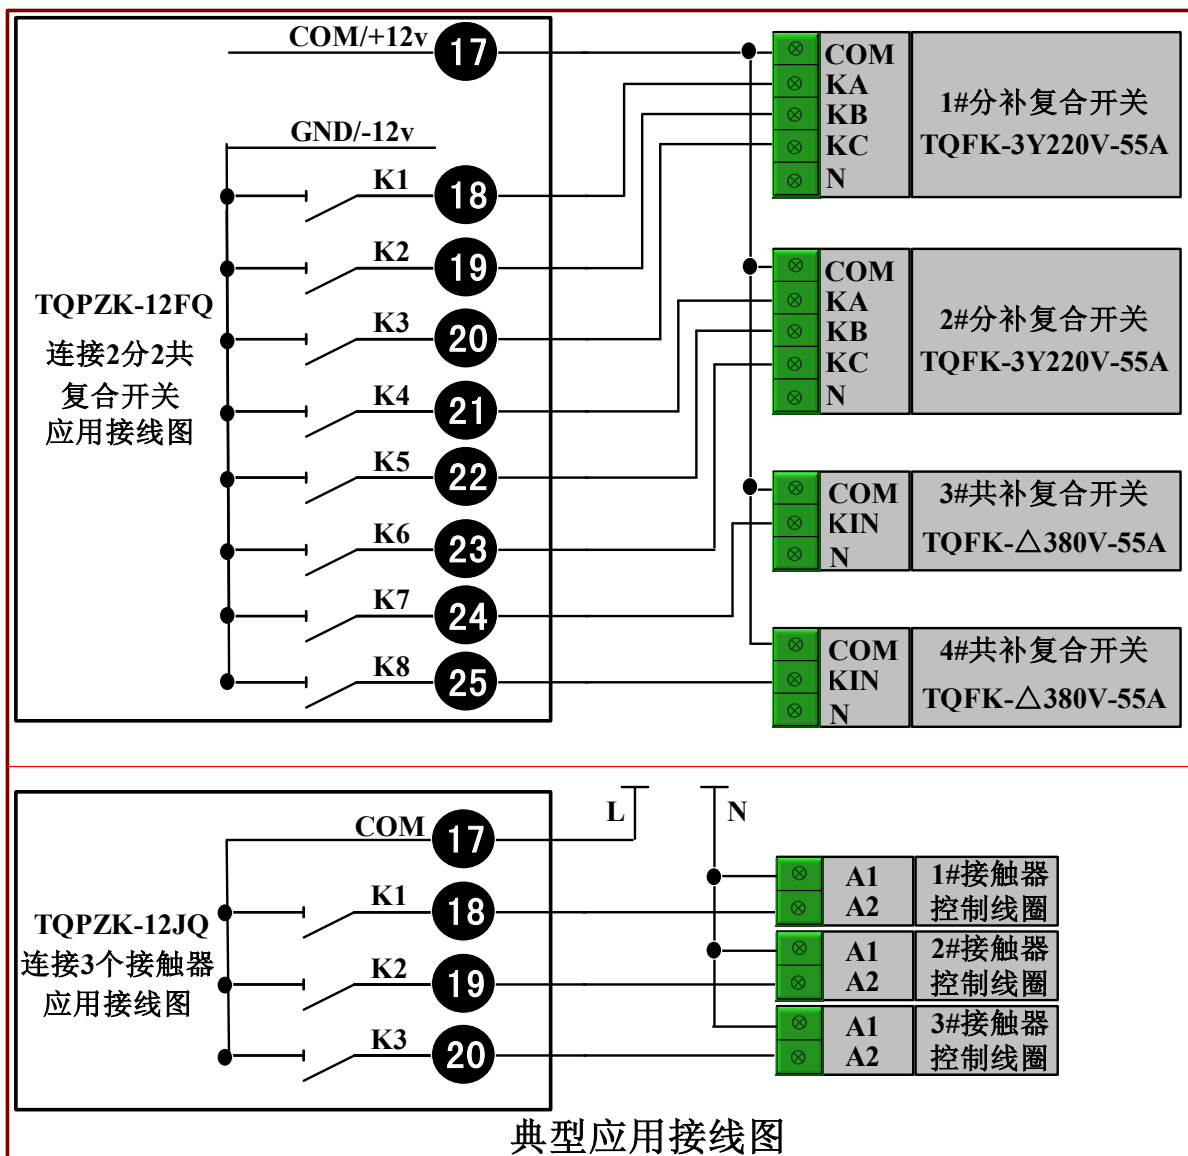 COM/+12v
17
GND/-12v
K1
18
K2
19
K3
20
K4
21
K5
22
K6
23
K7
24
K8
25
TQPZK-12FQ
连接2分2共
复合开关
应用接线图
COM
KA
KB
KC
N
1#分补复合开关
TQFK-3Y220V-55A
COM
KA
KB
KC
N
2#分补复合开关
TQFK-3Y220V-55A
COM
KIN
N
3#共补复合开关
TQFK-△380V-55A
COM
KIN
N
4#共补复合开关
TQFK-△380V-55A
L
N
COM
17
K1
18
K2
19
K3
20
TQPZK-12JQ
连接3个接触器
应用接线图
A1
A2
1#接触器
控制线圈
A1
A2
2#接触器
控制线圈
A1
A2
3#接触器
控制线圈
典型应用接线图